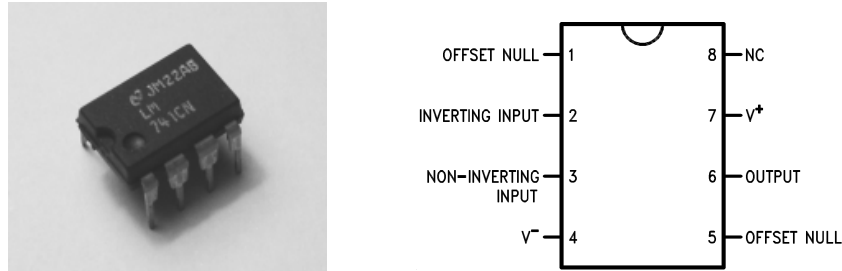 JM22AB
LM
741CN
OFFSET NULL 1
8 NC
INVERTING INPUT 2
7 V+
NON-INVERTING
INPUT 3
6 OUTPUT
V- 4
5 OFFSET NULL